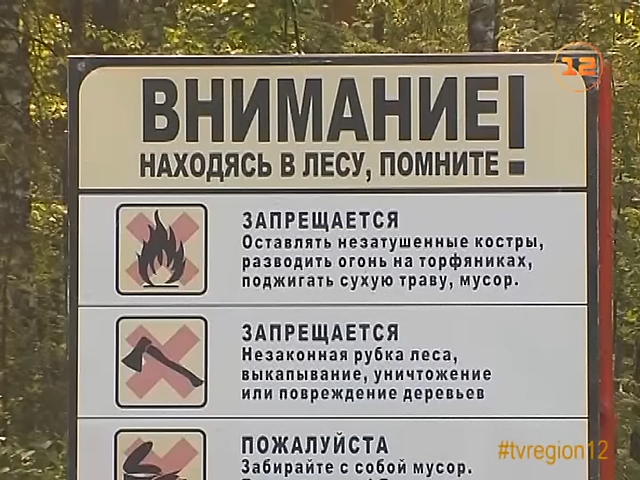 12
ВНИМАНИЕ!
НАХОДЯСЬ В ЛЕСУ, ПОМНИТЕ
ЗАПРЕЩАЕТСЯ
Оставлять незатушенные костры,
разводить огонь на торфяниках,
поджигать сухую траву, мусор.
ЗАПРЕЩАЕТСЯ
Незаконная рубка леса,
выкапывание, уничтожение
или повреждение деревьев
ПОЖАЛУЙСТА
Забирайте с собой мусор.
#tvregion12